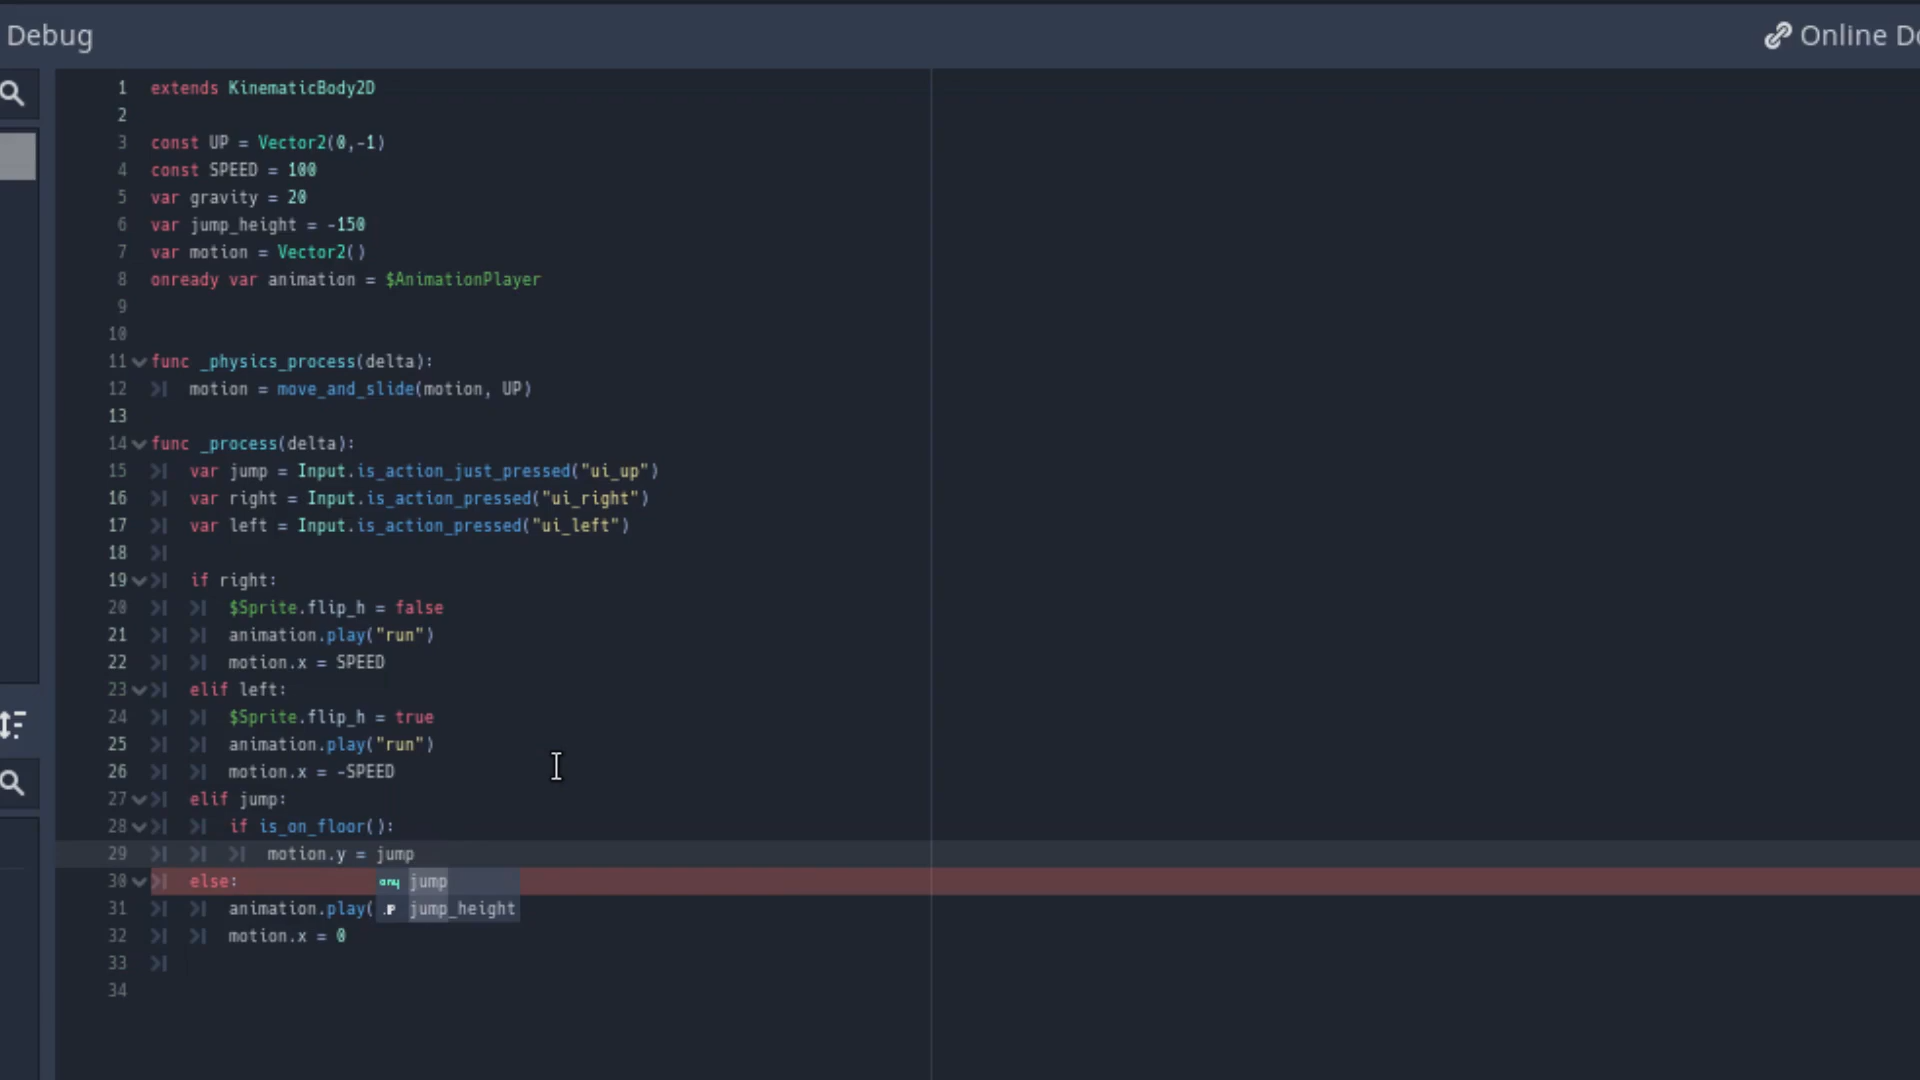 Debug
Online Do
1 extends KinematicBody2D
2
3 const UP = Vector2(0,-1)
4 const SPEED = 100
5 var gravity = 20
6 var jump_height = -150
7 var motion = Vector2()
8 onready var animation = $AnimationPlayer
9
10
11 func _physics_process(delta):
12 motion = move_and_slide(motion, UP)
13
14 func _process(delta):
15 var jump = Input.is_action_just_pressed("ui_up")
16 var right = Input.is_action_pressed("ui_right")
17 var left = Input.is_action_pressed("ui_left")
18
19 if right:
20 $Sprite.flip_h = false
21 animation.play("run")
22 motion.x = SPEED
23 elif left:
24 $Sprite.flip_h = true
25 animation.play("run")
26 motion.x = -SPEED
27 elif jump:
28 if is_on_floor():
29 motion.y = jump
30 else:
any jump
31 animation.play(
jump_height
32 motion.x = 0
33
34